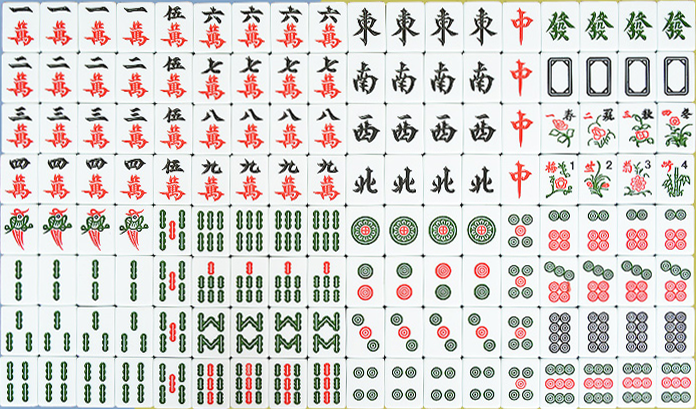 一 一 一 一 伍 六 六 六 六 東 東 東 東 中 發 發 發 發
萬 萬 萬 萬 萬 萬 萬 萬 萬
二 二 二 二 伍 七 七 七 七 南 南 南 南 中
萬 萬 萬 萬 萬 萬 萬 萬 萬
三 三 三 三 伍 八 八 八 八 西 西 西 西 中 一 春 二 夏 三 秋 四 冬
萬 萬 萬 萬 萬 萬 萬 萬 萬
四 四 四 四 伍 九 九 九 九 北 北 北 北 中 梅 1 2 菊 3 竹 4
萬 萬 萬 萬 萬 萬 萬 萬 萬